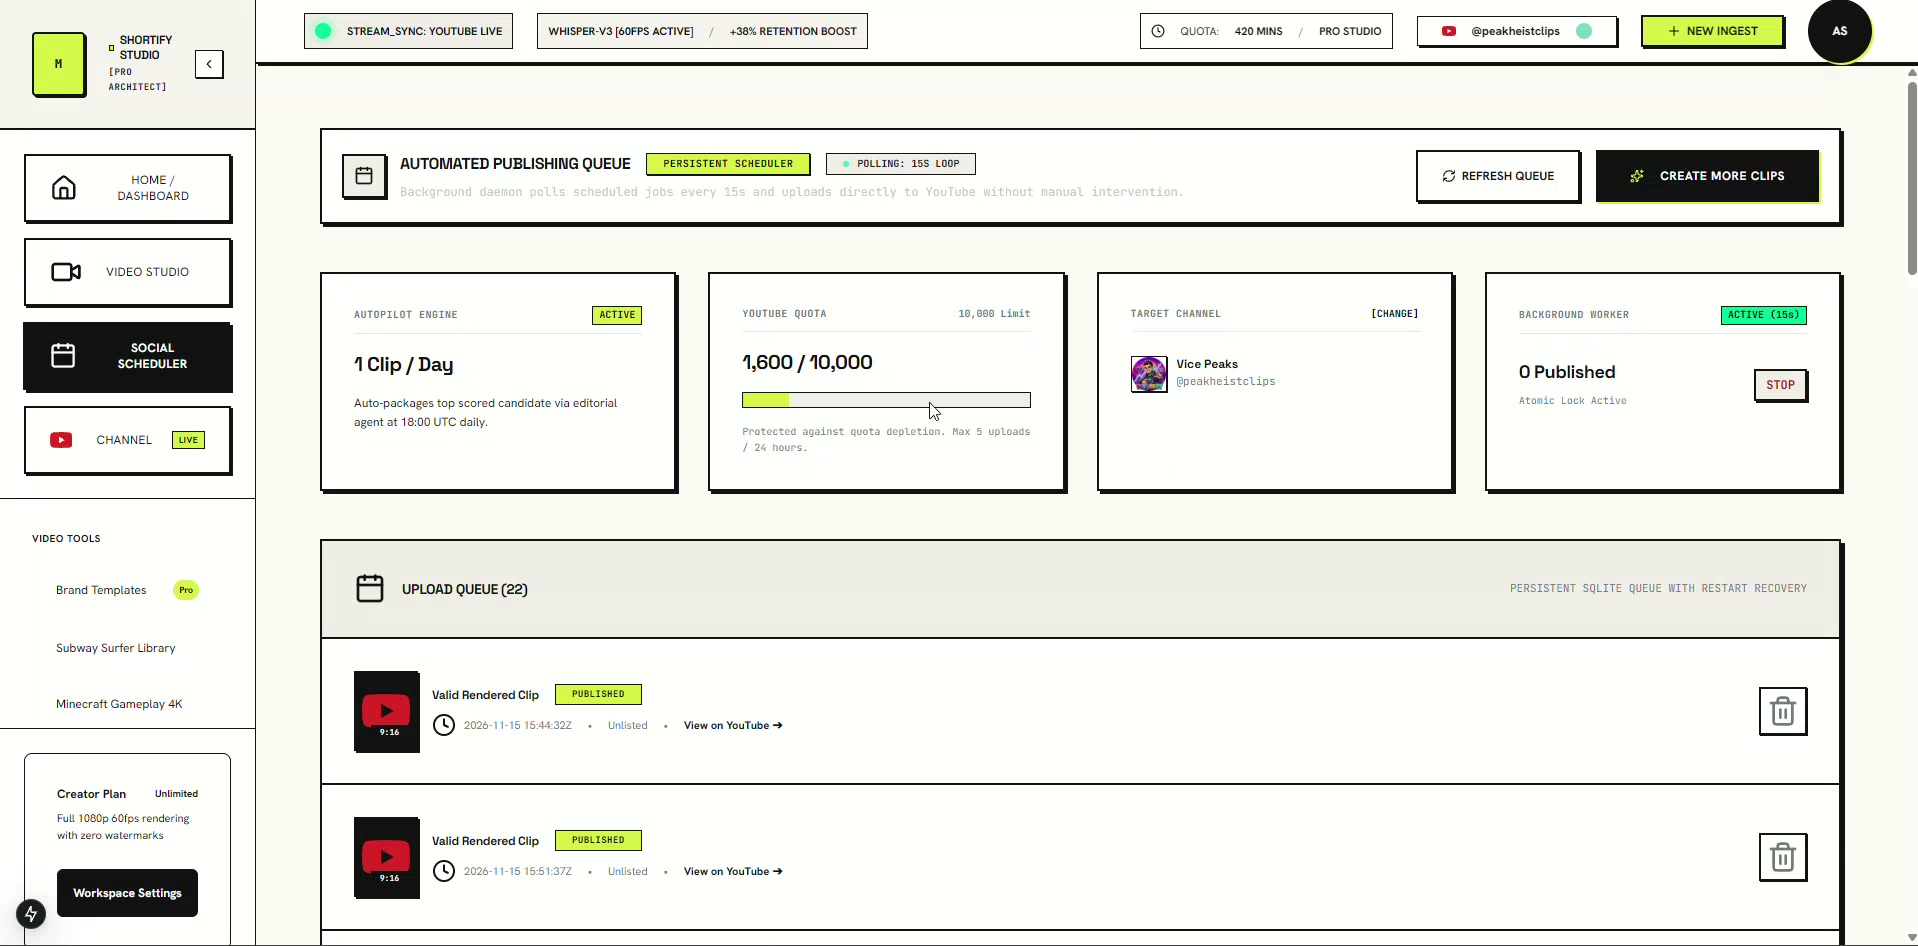 M
SHORTIFY
STUDIO
[PRO
ARCHITECT]
STREAM_SYNC: YOUTUBE LIVE
WHISPER-V3 [60FPS ACTIVE] / +38% RETENTION BOOST
QUOTA: 420 MINS / PRO STUDIO
@peakheistclips
+ NEW INGEST
AS
HOME /
DASHBOARD
VIDEO STUDIO
SOCIAL
SCHEDULER
CHANNEL LIVE
VIDEO TOOLS
Brand Templates Pro
Subway Surfer Library
Minecraft Gameplay 4K
Creator Plan Unlimited
Full 1080p 60fps rendering
with zero watermarks
Workspace Settings
AUTOMATED PUBLISHING QUEUE PERSISTENT SCHEDULER POLLING: 15S LOOP
Background daemon polls scheduled jobs every 15s and uploads directly to YouTube without manual intervention.
REFRESH QUEUE
CREATE MORE CLIPS
AUTOPILOT ENGINE ACTIVE
1 Clip / Day
Auto-packages top scored candidate via editorial
agent at 18:00 UTC daily.
YOUTUBE QUOTA 10,000 Limit
1,600 / 10,000
Protected against quota depletion. Max 5 uploads
/ 24 hours.
TARGET CHANNEL [CHANGE]
Vice Peaks
@peakheistclips
BACKGROUND WORKER ACTIVE (15s)
0 Published
Atomic Lock Active
STOP
UPLOAD QUEUE (22)
PERSISTENT SQLITE QUEUE WITH RESTART RECOVERY
9:16
Valid Rendered Clip PUBLISHED
2026-11-15 15:44:32Z • Unlisted • View on YouTube ➔
9:16
Valid Rendered Clip PUBLISHED
2026-11-15 15:51:37Z • Unlisted • View on YouTube ➔